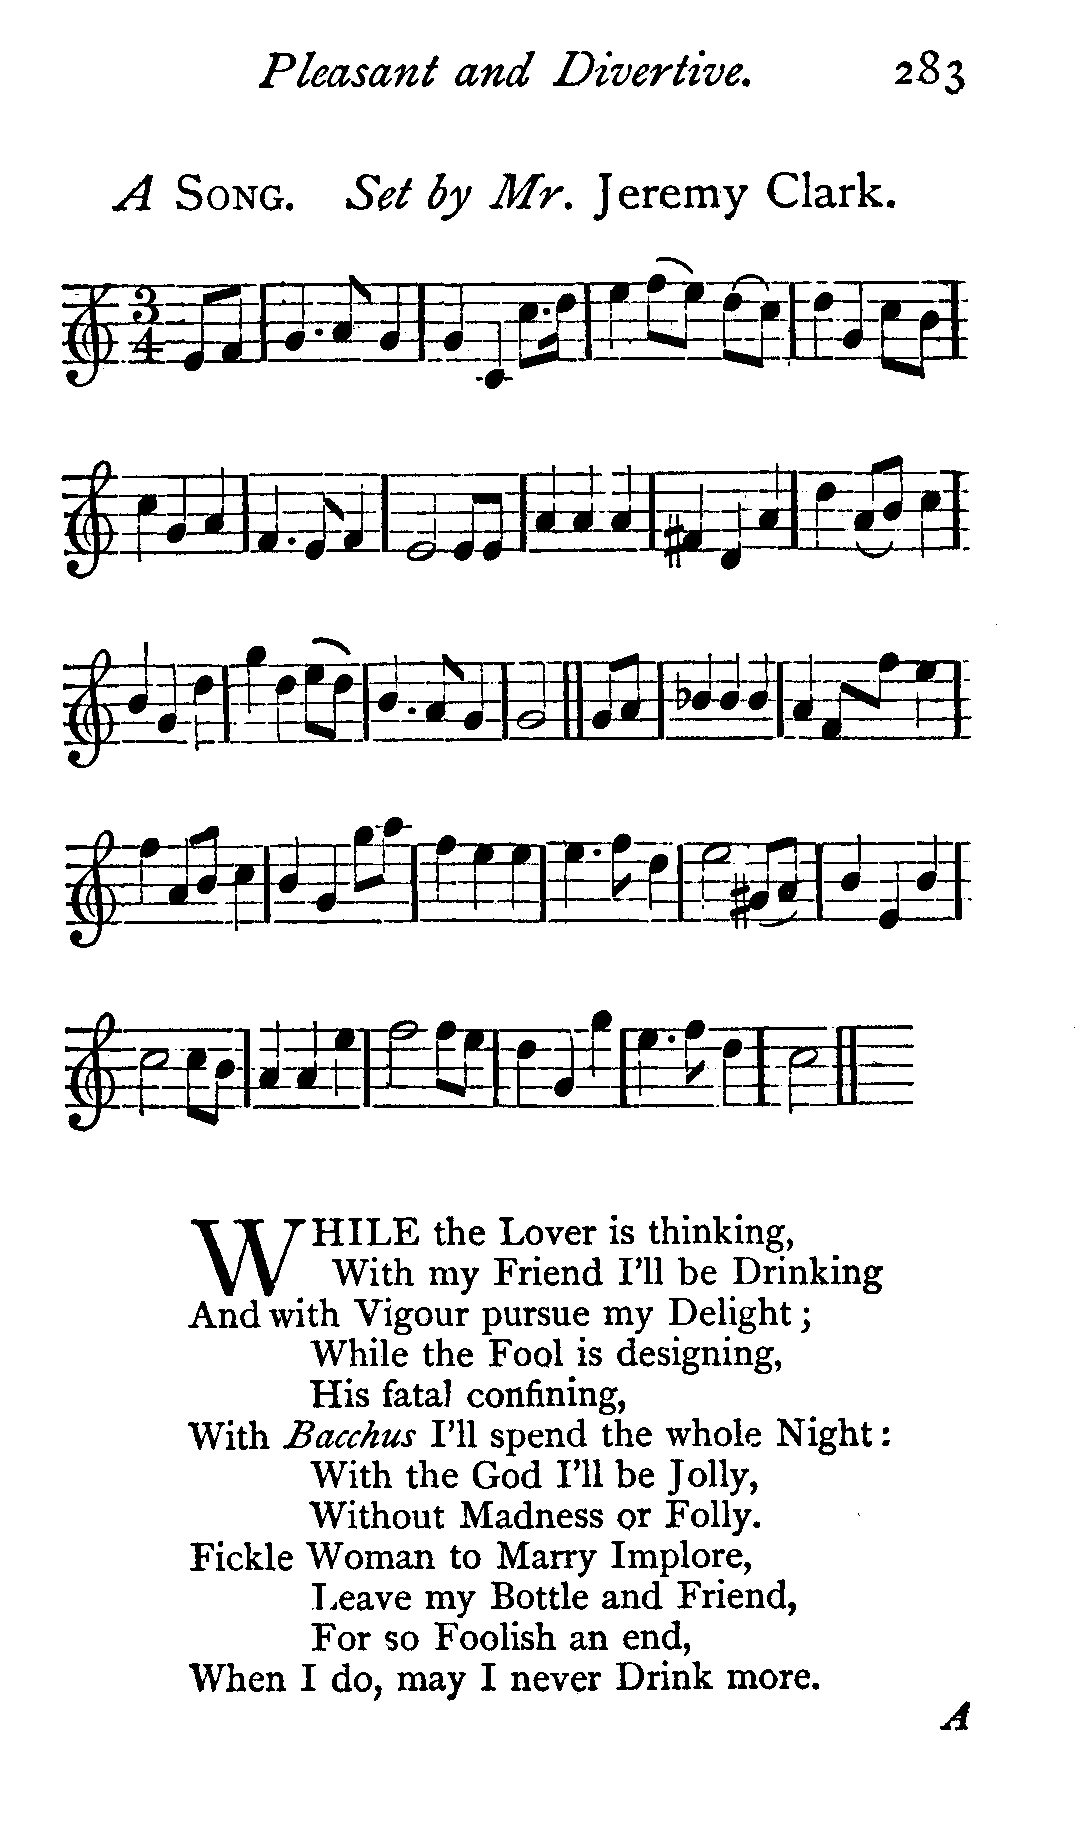 Pleasant and Divertive. 283
A SONG. Set by Mr. Jeremy Clark.
3
4
WHILE the Lover is thinking,
With my Friend I'll be Drinking
And with Vigour pursue my Delight;
While the Fool is designing,
His fatal confining,
With Bacchus I'll spend the whole Night:
With the God I'll be Jolly,
Without Madness or Folly.
Fickle Woman to Marry Implore,
Leave my Bottle and Friend,
For so Foolish an end,
When I do, may I never Drink more.
A